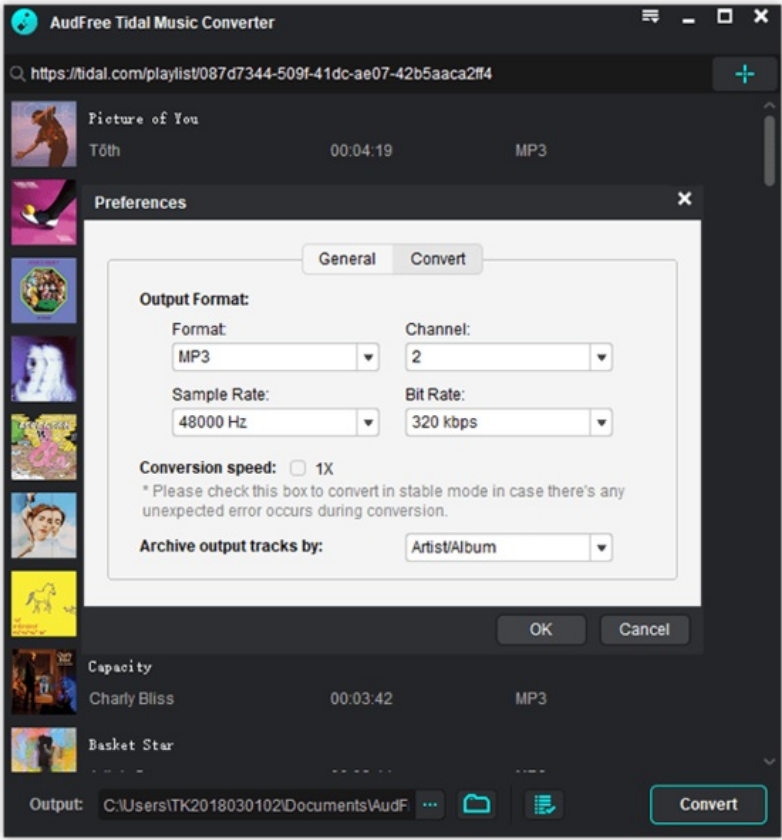 AudFree Tidal Music Converter
https://tidal.com/playlist/087d7344-509f-41dc-ae07-42b5aaca2ff4
Picture of You
Tōth 00:04:19 MP3
Preferences
General Convert
Output Format:
Format: Channel:
MP3 2
Sample Rate: Bit Rate:
48000 Hz 320 kbps
Conversion speed: 1X
* Please check this box to convert in stable mode in case there's any
unexpected error occurs during conversion.
Archive output tracks by: Artist/Album
OK Cancel
Capacity
Charly Bliss 00:03:42 MP3
Basket Star
Output: C:\Users\TK2018030102\Documents\AudF ...
Convert